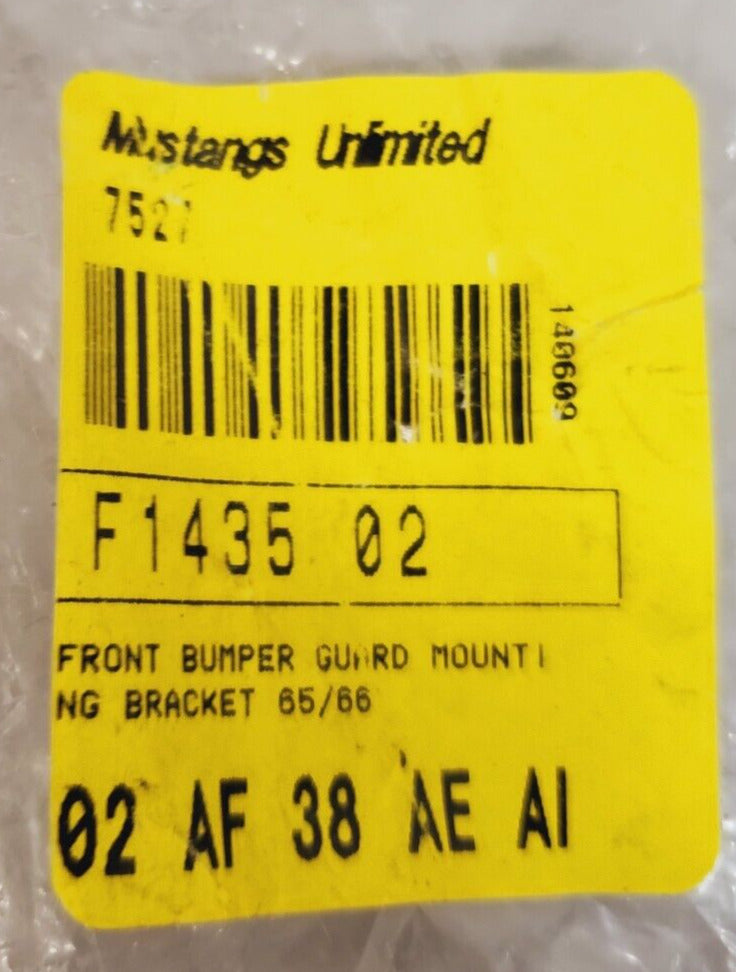 Mustangs Unlimited
7527
140609
F1435 02
FRONT BUMPER GUARD MOUNTI
NG BRACKET 65/66
02 AF 38 AE AI